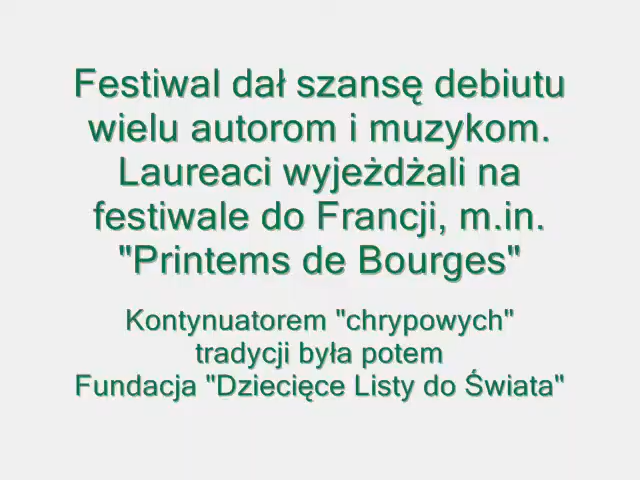 Festiwal dał szansę debiutu
wielu autorom i muzykom.
Laureaci wyjeżdżali na
festiwale do Francji, m.in.
"Printems de Bourges"
Kontynuatorem "chrypowych"
tradycji była potem
Fundacja "Dziecięce Listy do Świata"